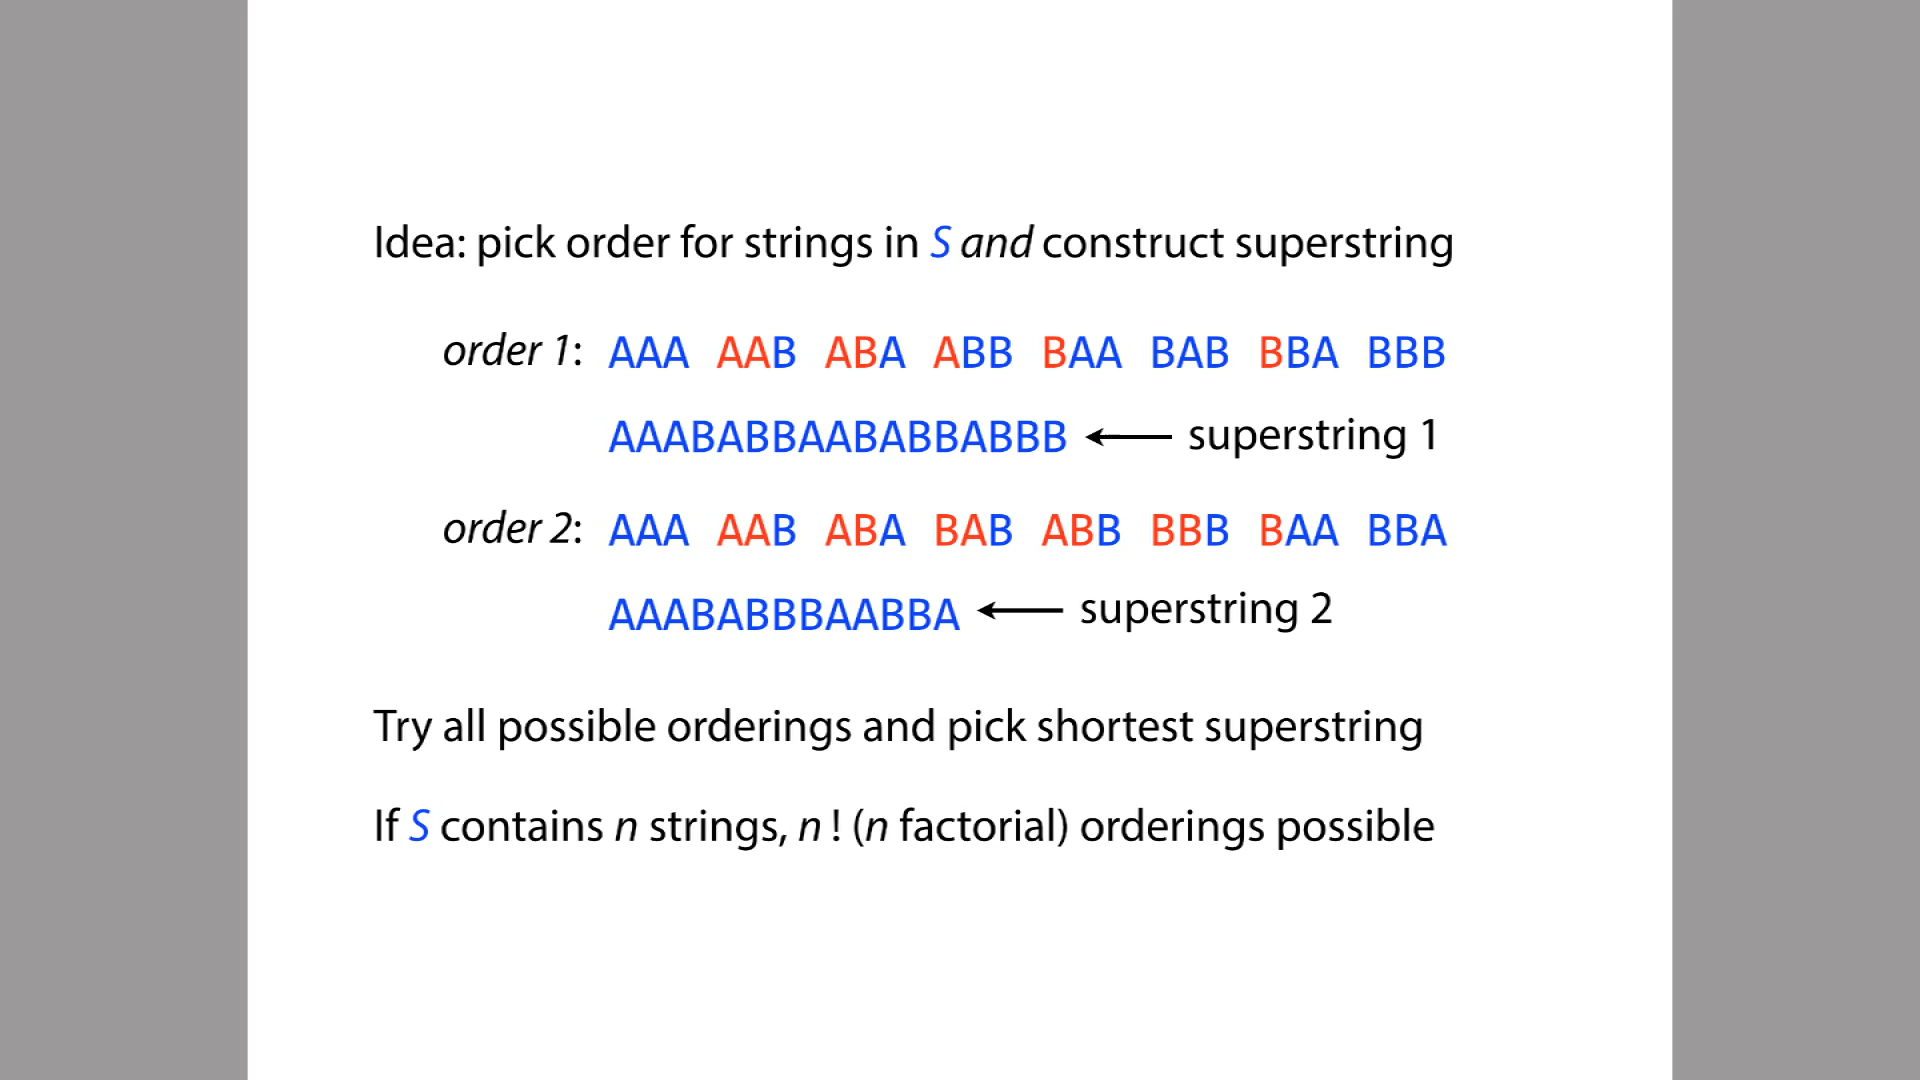 Idea: pick order for strings in S and construct superstring
order 1: AAA AAB ABA ABB BAA BAB BBA BBB
AAABABBAABABBABBB ← superstring 1
order 2: AAA AAB ABA BAB ABB BBB BAA BBA
AAABABBBAABBA ← superstring 2
Try all possible orderings and pick shortest superstring
If S contains n strings, n ! (n factorial) orderings possible